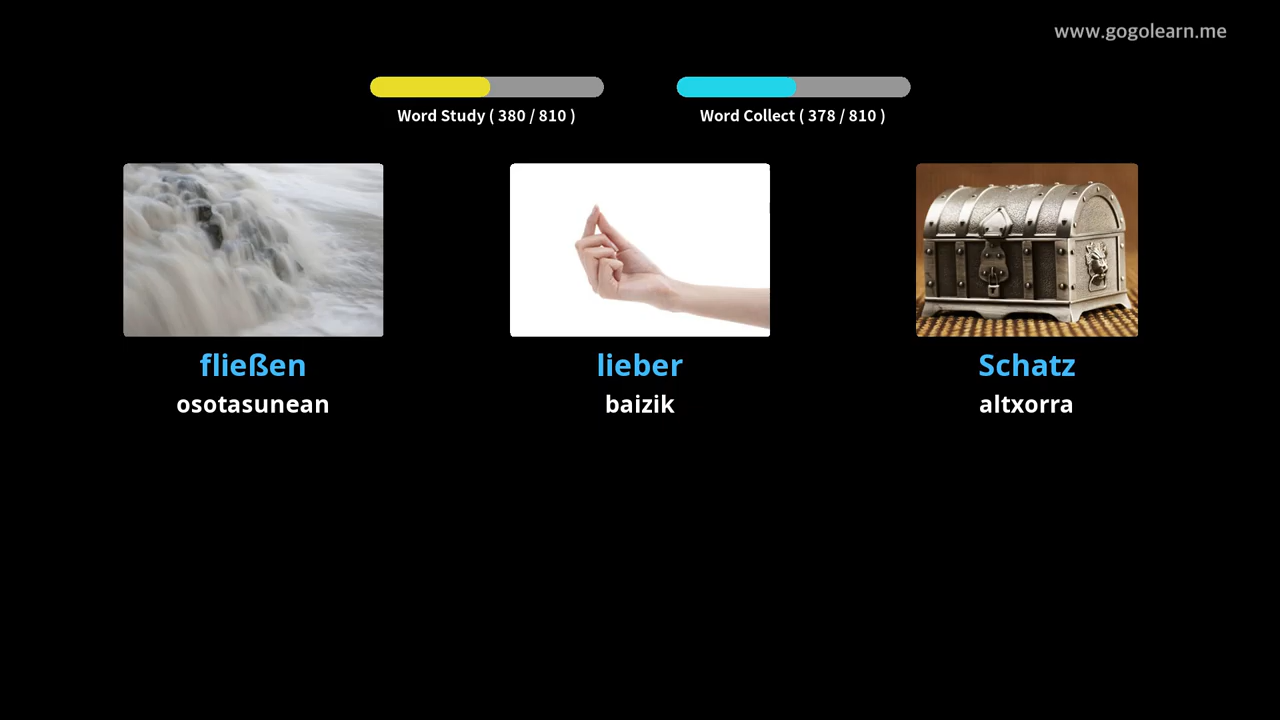 www.gogolearn.me
Word Study ( 380 / 810 )
Word Collect ( 378 / 810 )
fließen
osotasunean
lieber
baizik
Schatz
altxorra